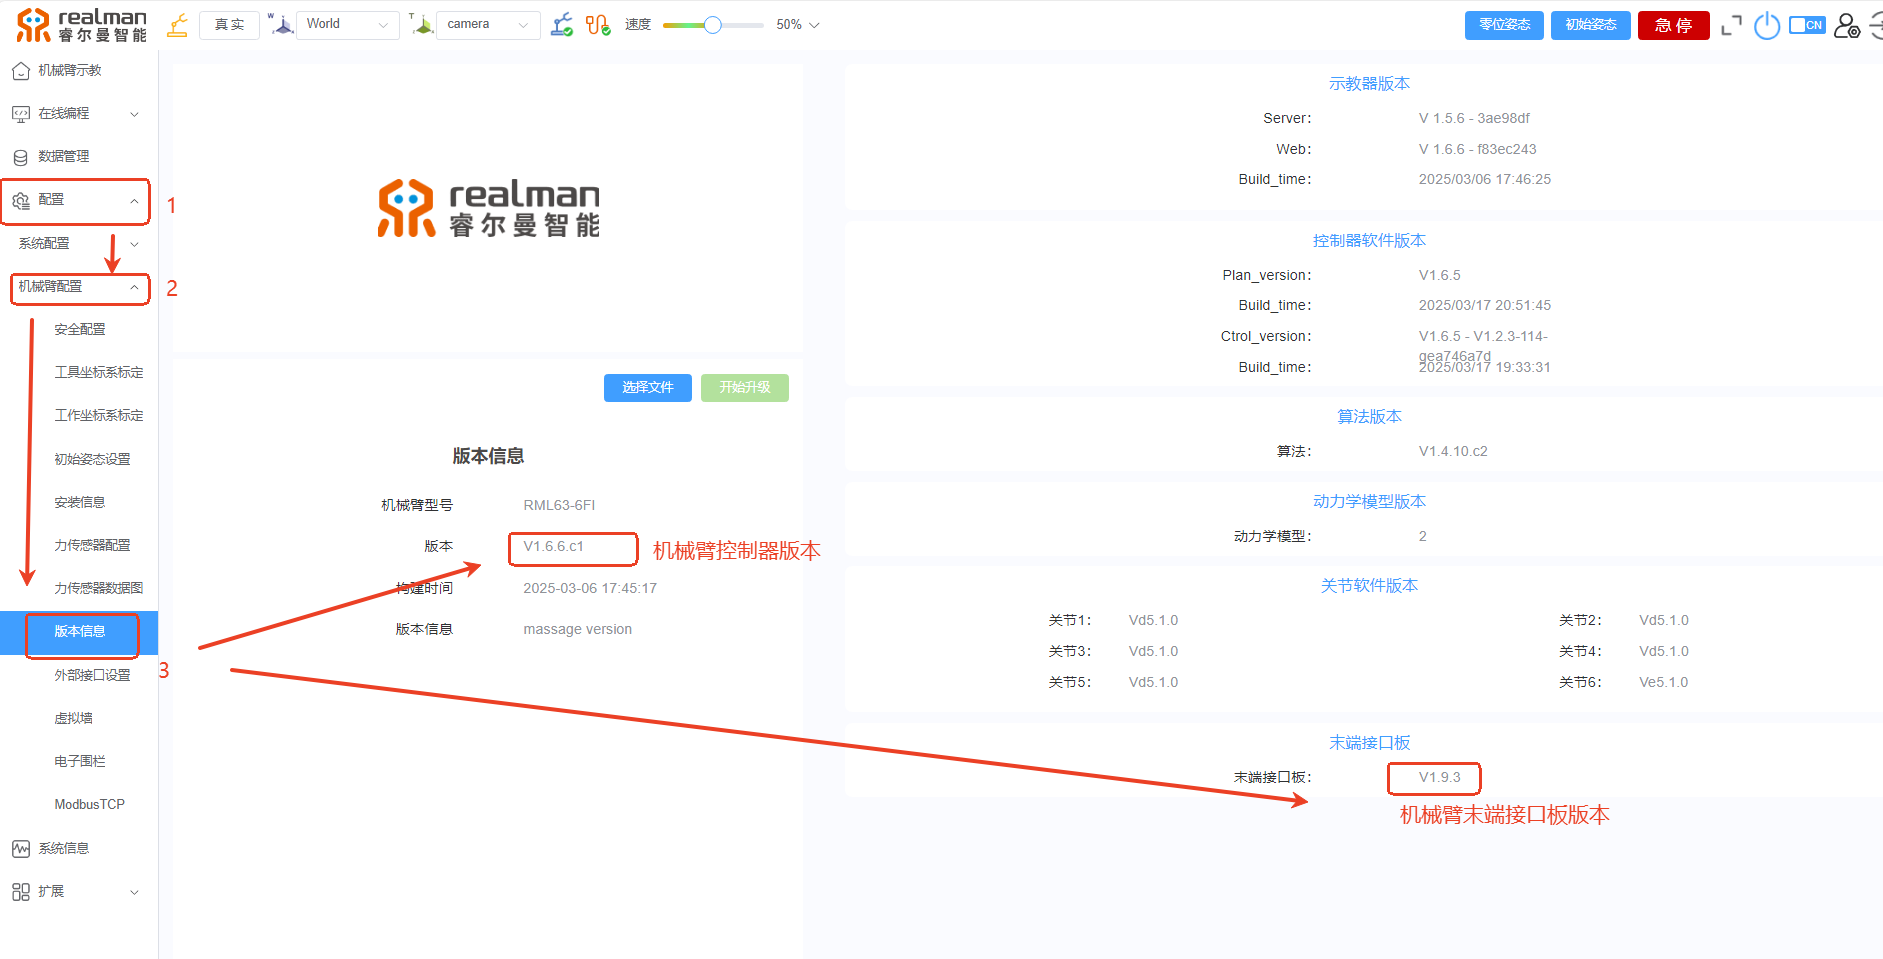 realman
睿尔曼智能
真实
W
World
T
camera
速度
50%
零位姿态
初始姿态
急停
CN
机械臂示教
在线编程
数据管理
配置
1
系统配置
机械臂配置
2
安全配置
工具坐标系标定
工作坐标系标定
初始姿态设置
安装信息
力传感器配置
力传感器数据图
版本信息
3
外部接口设置
虚拟墙
电子围栏
ModbusTCP
系统信息
扩展
realman
睿尔曼智能
选择文件
开始升级
版本信息
机械臂型号 RML63-6FI
版本 V1.6.6.c1
机械臂控制器版本
构建时间 2025-03-06 17:45:17
版本信息 massage version
示教器版本
Server: V 1.5.6 - 3ae98df
Web: V 1.6.6 - f83ec243
Build_time: 2025/03/06 17:46:25
控制器软件版本
Plan_version: V1.6.5
Build_time: 2025/03/17 20:51:45
Ctrol_version: V1.6.5 - V1.2.3-114-
gea746a7d
Build_time: 2025/03/17 19:33:31
算法版本
算法: V1.4.10.c2
动力学模型版本
动力学模型: 2
关节软件版本
关节1: Vd5.1.0 关节2: Vd5.1.0
关节3: Vd5.1.0 关节4: Vd5.1.0
关节5: Vd5.1.0 关节6: Ve5.1.0
末端接口板
末端接口板: V1.9.3
机械臂末端接口板版本